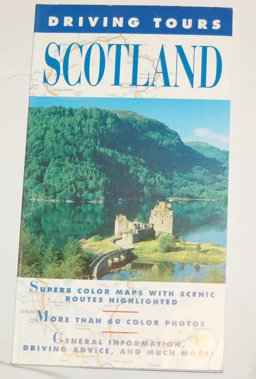 DRIVING TOURS
SCOTLAND
SUPERB COLOR MAPS WITH SCENIC
ROUTES HIGHLIGHTED
MORE THAN 60 COLOR PHOTOS
GENERAL INFORMATION,
DRIVING ADVICE, AND MUCH MORE!